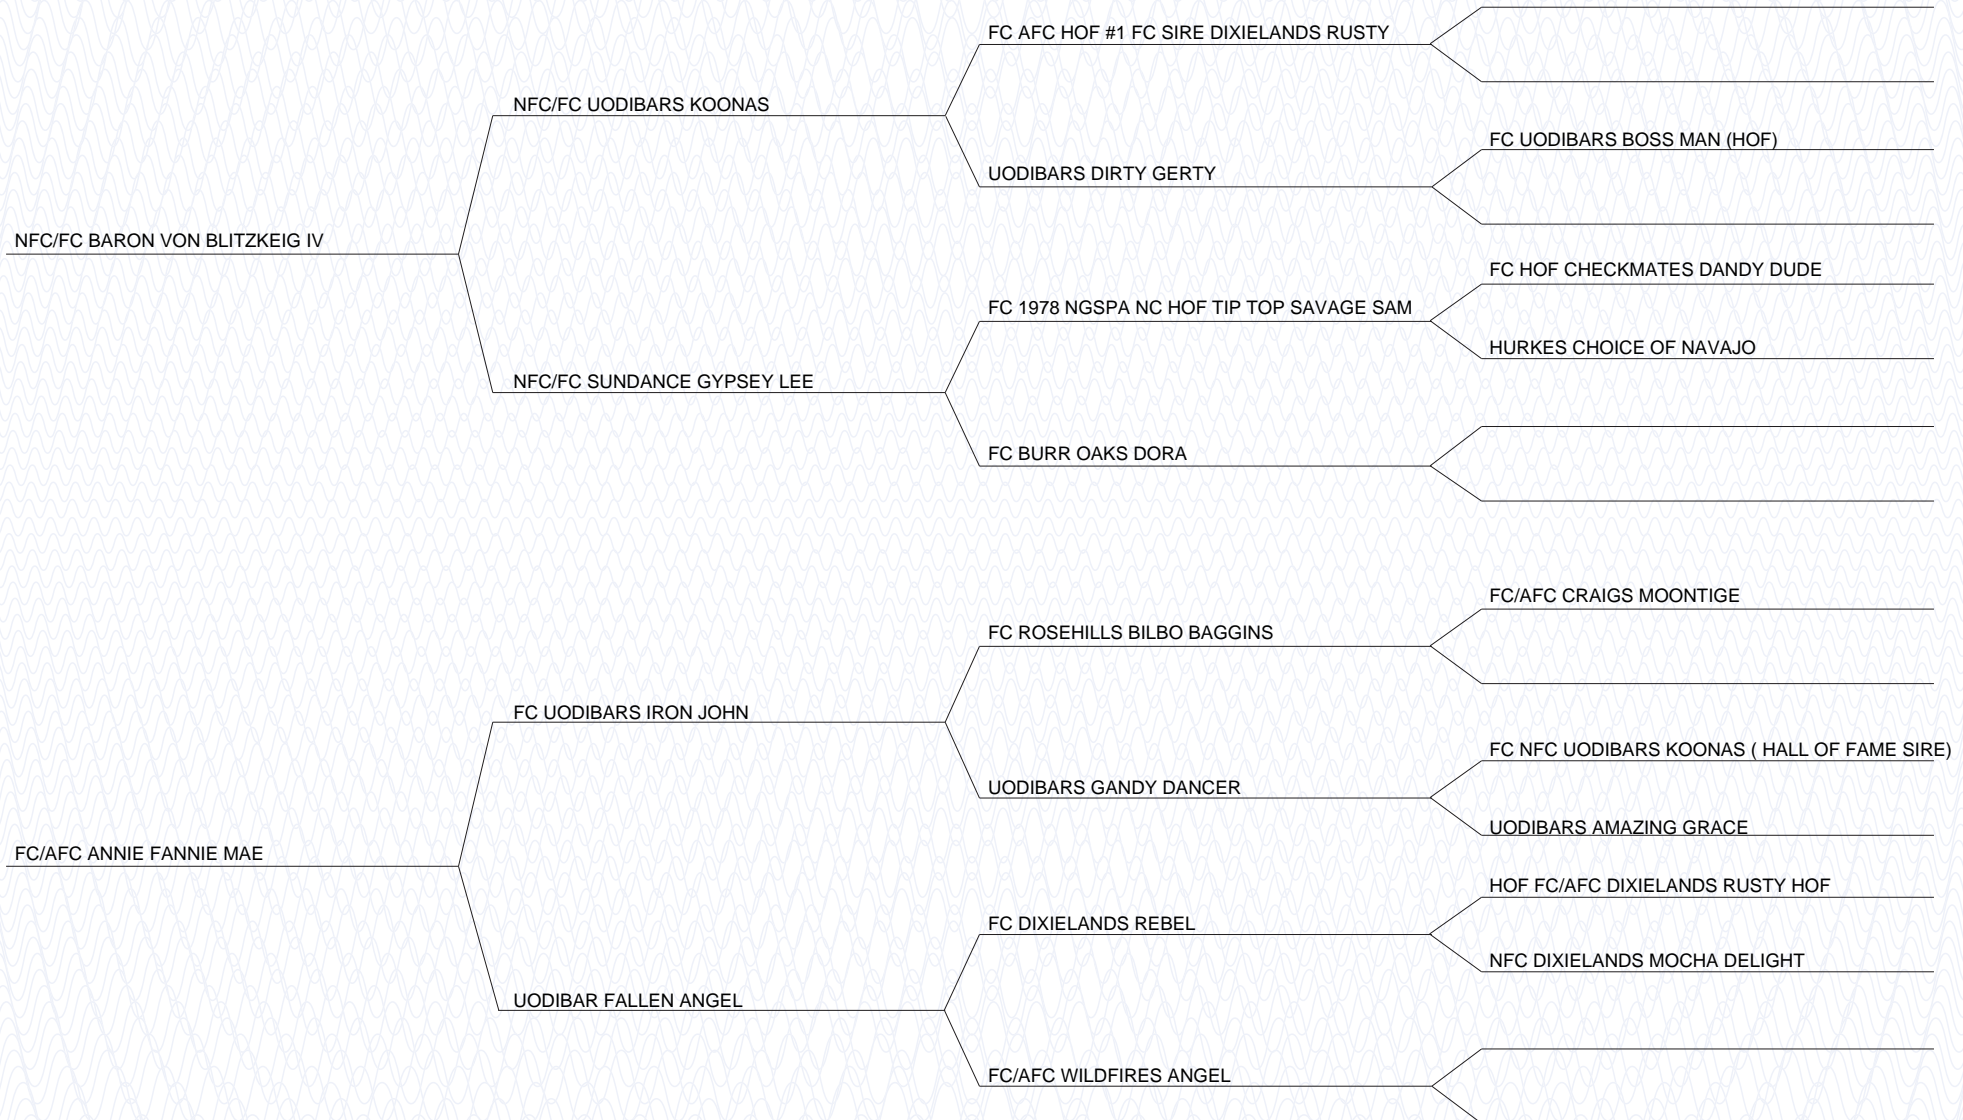 FC AFC HOF #1 FC SIRE DIXIELANDS RUSTY
NFC/FC UODIBARS KOONAS
FC UODIBARS BOSS MAN (HOF)
UODIBARS DIRTY GERTY
NFC/FC BARON VON BLITZKEIG IV
FC HOF CHECKMATES DANDY DUDE
FC 1978 NGSPA NC HOF TIP TOP SAVAGE SAM
HURKES CHOICE OF NAVAJO
NFC/FC SUNDANCE GYPSEY LEE
FC BURR OAKS DORA
FC/AFC CRAIGS MOONTIGE
FC ROSEHILLS BILBO BAGGINS
FC UODIBARS IRON JOHN
FC NFC UODIBARS KOONAS ( HALL OF FAME SIRE)
UODIBARS GANDY DANCER
UODIBARS AMAZING GRACE
FC/AFC ANNIE FANNIE MAE
HOF FC/AFC DIXIELANDS RUSTY HOF
FC DIXIELANDS REBEL
NFC DIXIELANDS MOCHA DELIGHT
UODIBAR FALLEN ANGEL
FC/AFC WILDFIRES ANGEL